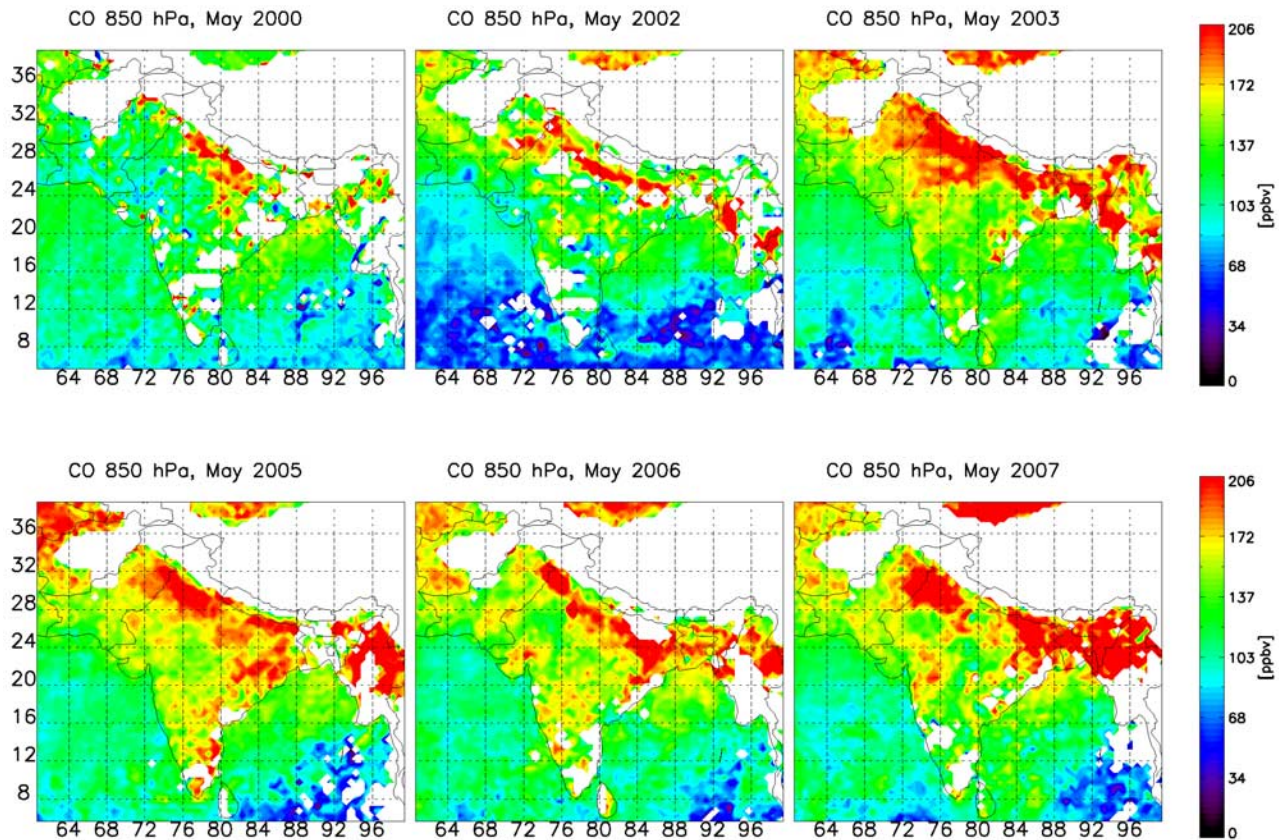 CO 850 hPa, May 2000
CO 850 hPa, May 2002
CO 850 hPa, May 2003
36
32
28
24
20
16
12
8
64 68 72 76 80 84 88 92 96
64 68 72 76 80 84 88 92 96
64 68 72 76 80 84 88 92 96
206
172
137
103
68
34
0
[ppbv]
CO 850 hPa, May 2005
CO 850 hPa, May 2006
CO 850 hPa, May 2007
36
32
28
24
20
16
12
8
64 68 72 76 80 84 88 92 96
64 68 72 76 80 84 88 92 96
64 68 72 76 80 84 88 92 96
206
172
137
103
68
34
0
[ppbv]